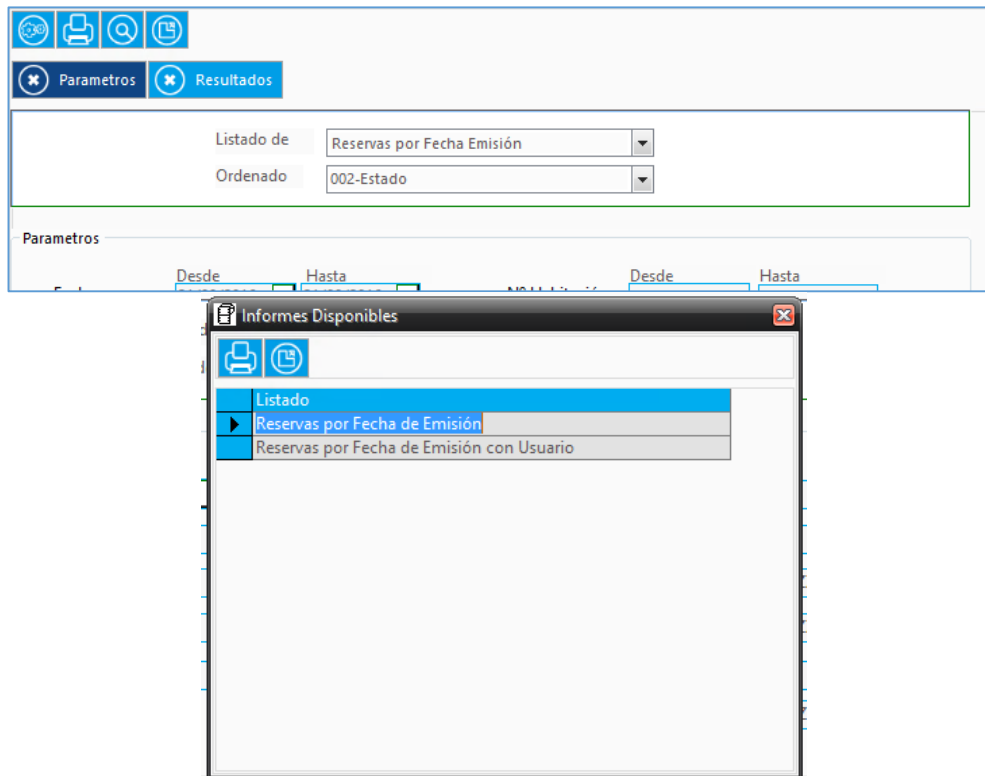 Parametros Resultados
Listado de Reservas por Fecha Emisión
Ordenado 002-Estado
Parametros
Desde Hasta Desde Hasta
Informes Disponibles
Listado
Reservas por Fecha de Emisión
Reservas por Fecha de Emisión con Usuario